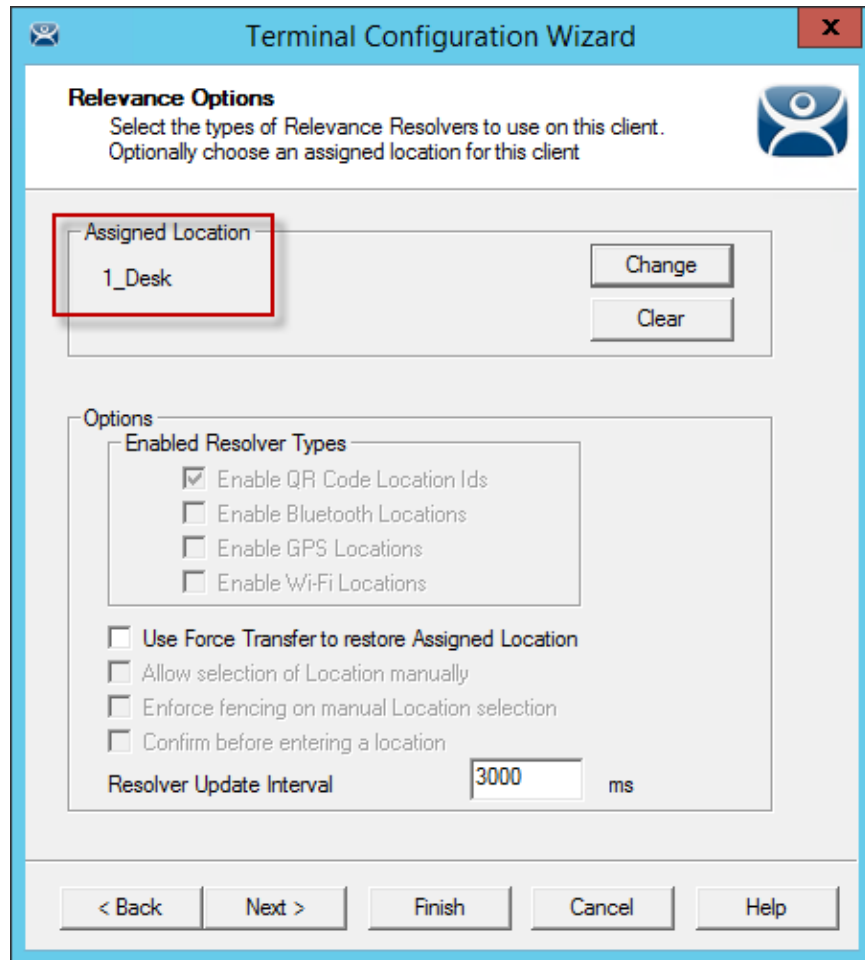 Terminal Configuration Wizard
x
Relevance Options
Select the types of Relevance Resolvers to use on this client.
Optionally choose an assigned location for this client
Assigned Location
1_Desk
Change
Clear
Options
Enabled Resolver Types
Enable QR Code Location Ids
Enable Bluetooth Locations
Enable GPS Locations
Enable Wi-Fi Locations
Use Force Transfer to restore Assigned Location
Allow selection of Location manually
Enforce fencing on manual Location selection
Confirm before entering a location
Resolver Update Interval 3000 ms
< Back Next > Finish Cancel Help